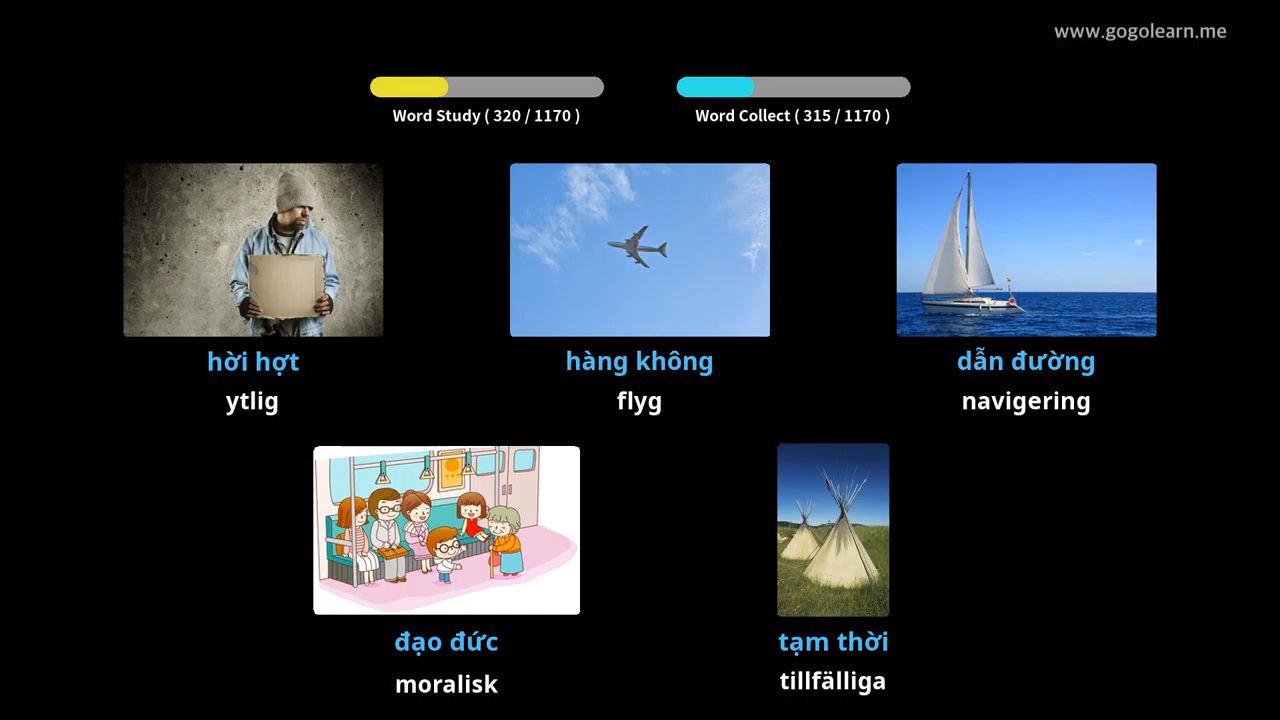 www.gogolearn.me
Word Study ( 320 / 1170 )
Word Collect ( 315 / 1170 )
hời hợt
ytlig
hàng không
flyg
dẫn đường
navigering
đạo đức
moralisk
tạm thời
tillfälliga